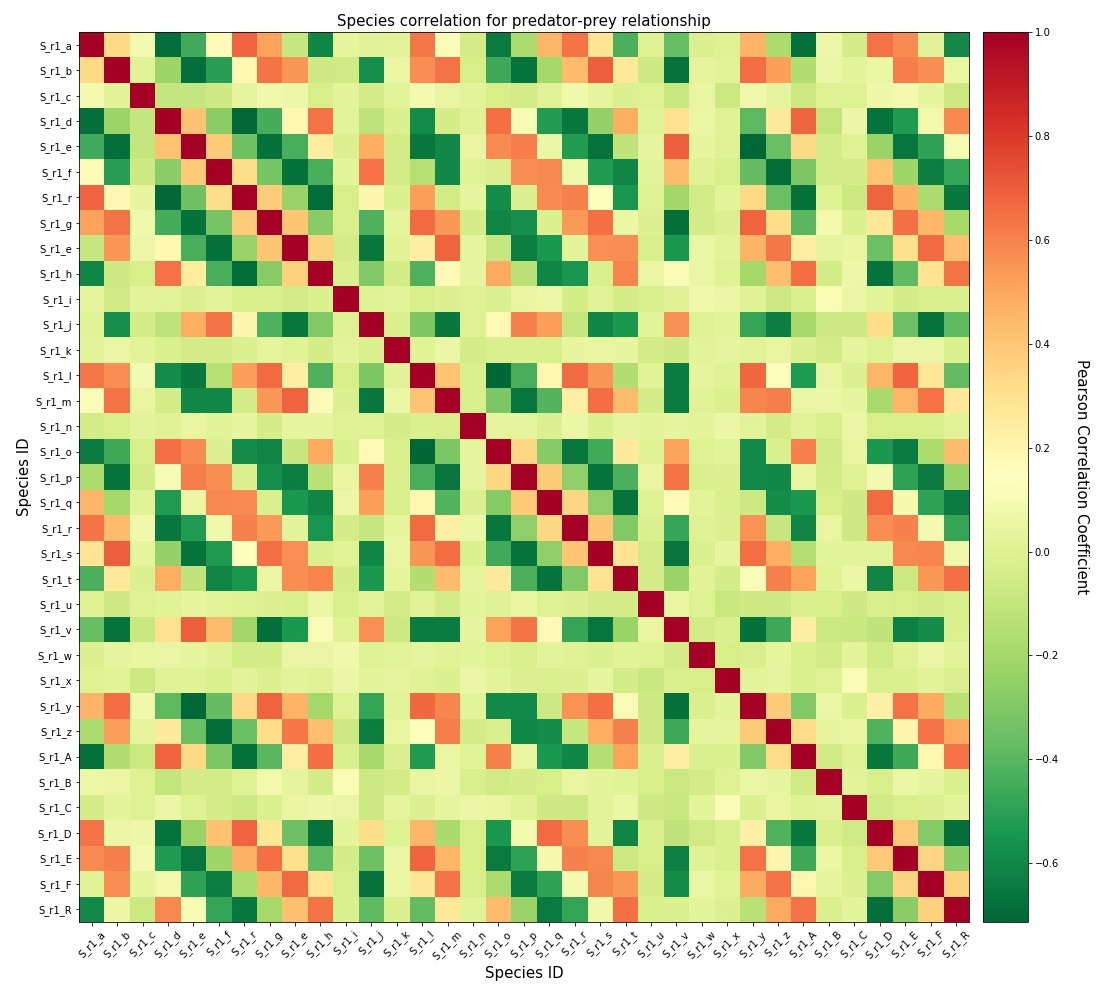 Species correlation for predator-prey relationship
S_r1_a
S_r1_b
S_r1_c
S_r1_d
S_r1_e
S_r1_f
S_r1_r
S_r1_g
S_r1_e
S_r1_h
S_r1_i
S_r1_j
S_r1_k
S_r1_l
S_r1_m
S_r1_n
S_r1_o
S_r1_p
S_r1_q
S_r1_r
S_r1_s
S_r1_t
S_r1_u
S_r1_v
S_r1_w
S_r1_x
S_r1_y
S_r1_z
S_r1_A
S_r1_B
S_r1_C
S_r1_D
S_r1_E
S_r1_F
S_r1_R
Species ID
S_r1_a
S_r1_b
S_r1_c
S_r1_d
S_r1_e
S_r1_f
S_r1_r
S_r1_g
S_r1_e
S_r1_h
S_r1_i
S_r1_j
S_r1_k
S_r1_l
S_r1_m
S_r1_n
S_r1_o
S_r1_p
S_r1_q
S_r1_r
S_r1_s
S_r1_t
S_r1_u
S_r1_v
S_r1_w
S_r1_x
S_r1_y
S_r1_z
S_r1_A
S_r1_B
S_r1_C
S_r1_D
S_r1_E
S_r1_F
S_r1_R
Species ID
1.0
0.8
0.6
0.4
0.2
0.0
−0.2
−0.4
−0.6
Pearson Correlation Coefficient